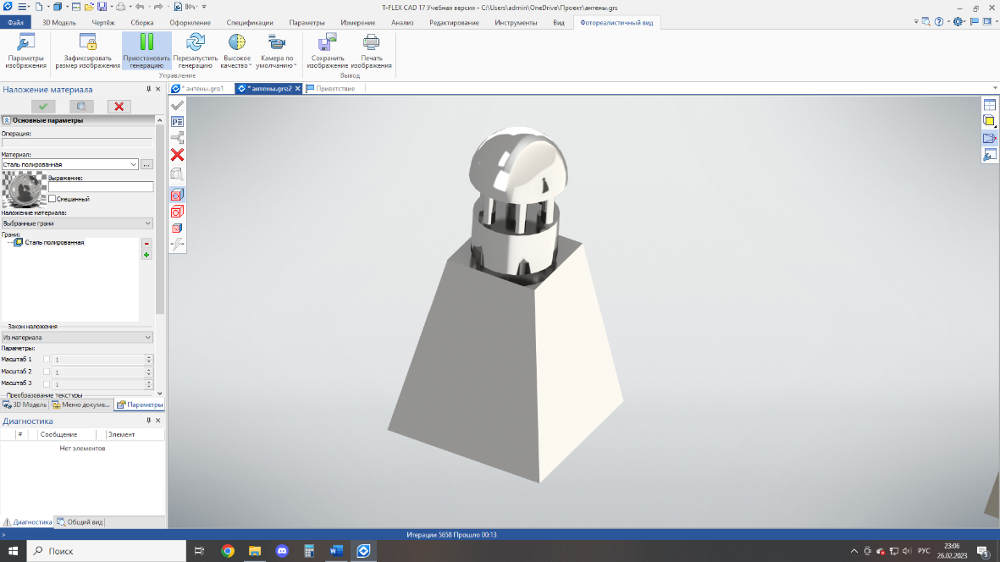 T-FLEX CAD 17 Учебная версия - C:\Users\admin\OneDrive\Проект\антены.grs
Файл 3D Модель Чертёж Сборка Оформление Спецификации Параметры Измерение Анализ Редактирование Инструменты Вид Фотореалистичный вид
Параметры изображения
Зафиксировать размер изображения
Приостановить генерацию
Перезапустить генерацию
Высокое качество
Камера по умолчанию
Сохранить изображение
Печать изображения
Управление
Вывод
Наложение материала
* антены.grs:1
* антены.grs:2
Приветствие
Основные параметры
Операция:
Материал:
Сталь полированная
...
Выражение:
Смешанный
Наложение материала:
Выбранные грани
Грани:
Сталь полированная
Закон наложения
Из материала
Параметры:
Масштаб 1 1
Масштаб 2 1
Масштаб 3 1
Преобразование текстуры
3D Модель Меню докуме... Параметры
Диагностика
# Сообщение Элемент
Нет элементов
Диагностика Общий вид
> Итерации 5658 Прошло 00:13
Поиск
РУС
23:06
26.02.2023
5